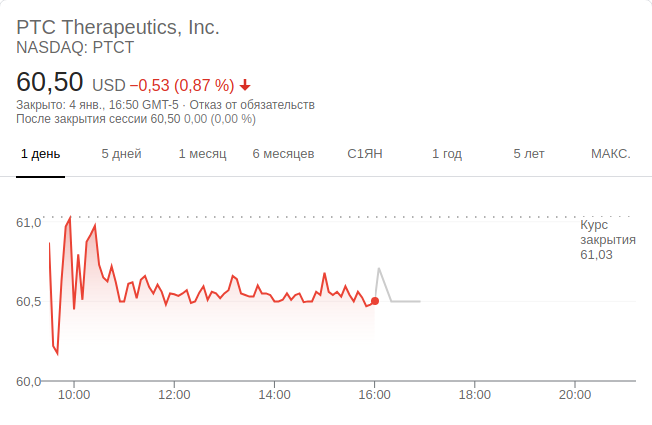 PTC Therapeutics, Inc.
NASDAQ: PTCT
60,50 USD −0,53 (0,87 %)
Закрыто: 4 янв., 16:50 GMT-5 · Отказ от обязательств
После закрытия сессии 60,50 0,00 (0,00 %)
1 день 5 дней 1 месяц 6 месяцев С1ЯН 1 год 5 лет МАКС.
61,0
Курс
закрытия
61,03
60,5
60,0
10:00 12:00 14:00 16:00 18:00 20:00